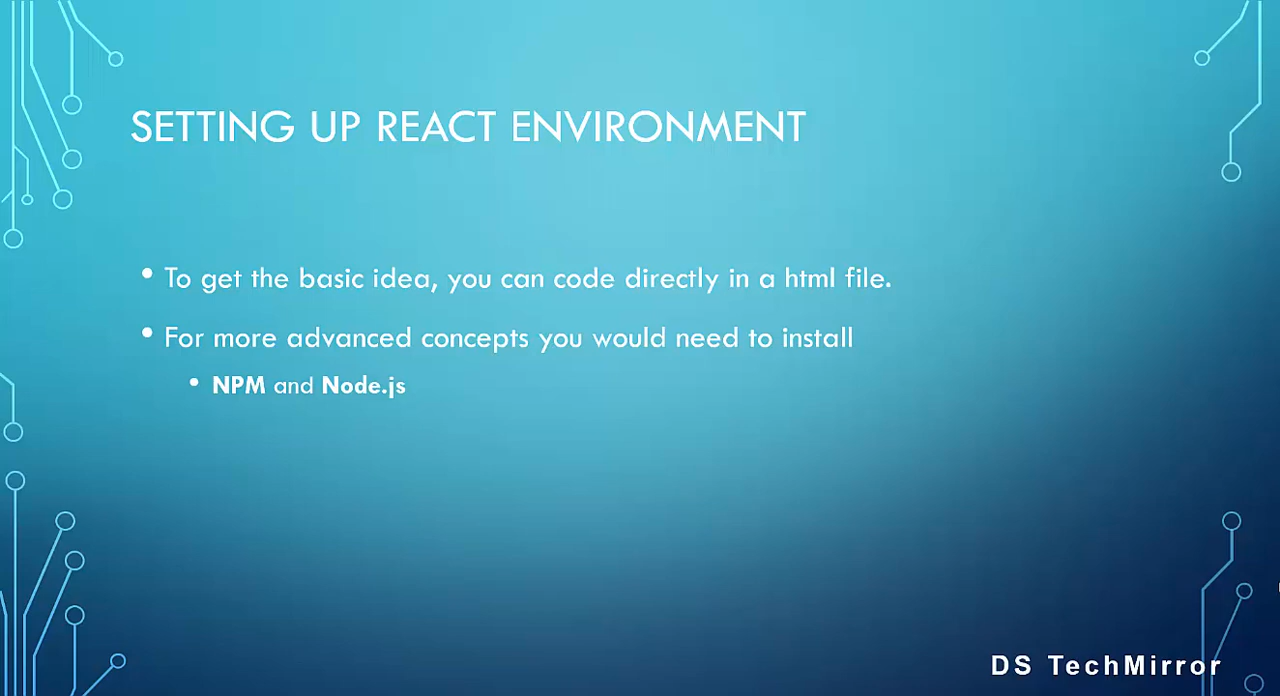 SETTING UP REACT ENVIRONMENT
• To get the basic idea, you can code directly in a html file.
• For more advanced concepts you would need to install
• NPM and Node.js
DS TechMirror